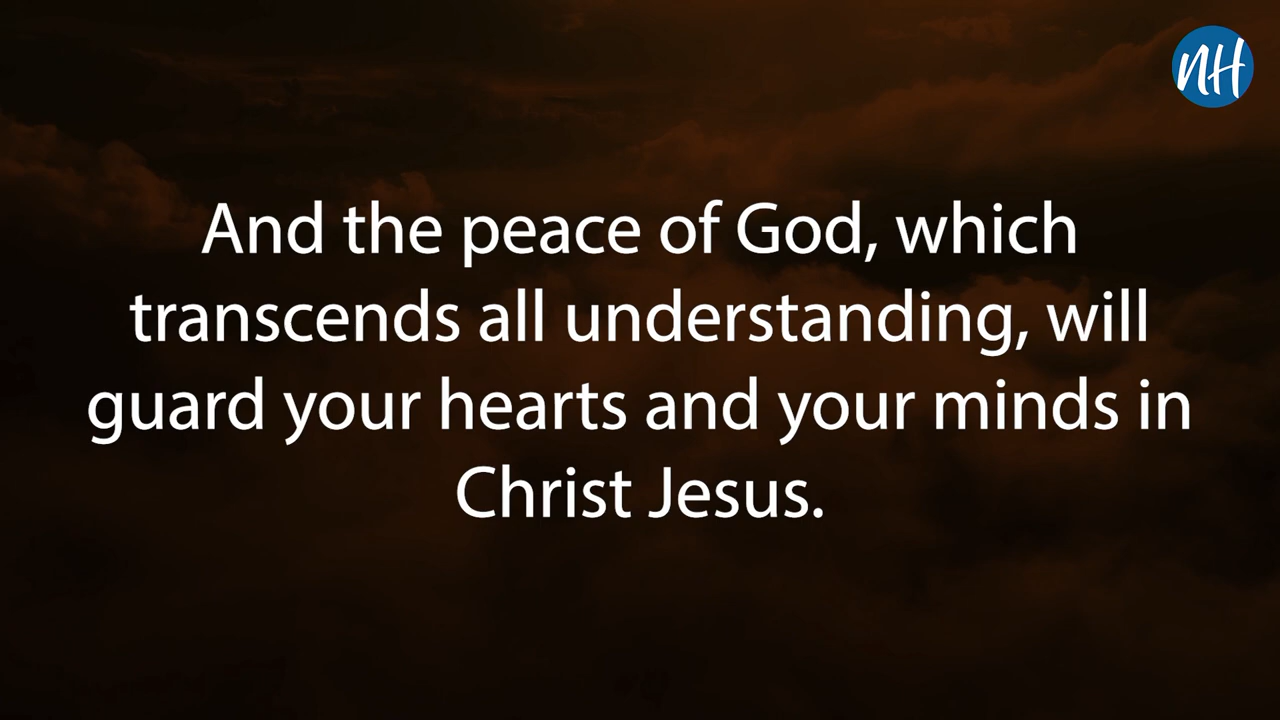 NH
And the peace of God, which
transcends all understanding, will
guard your hearts and your minds in
Christ Jesus.